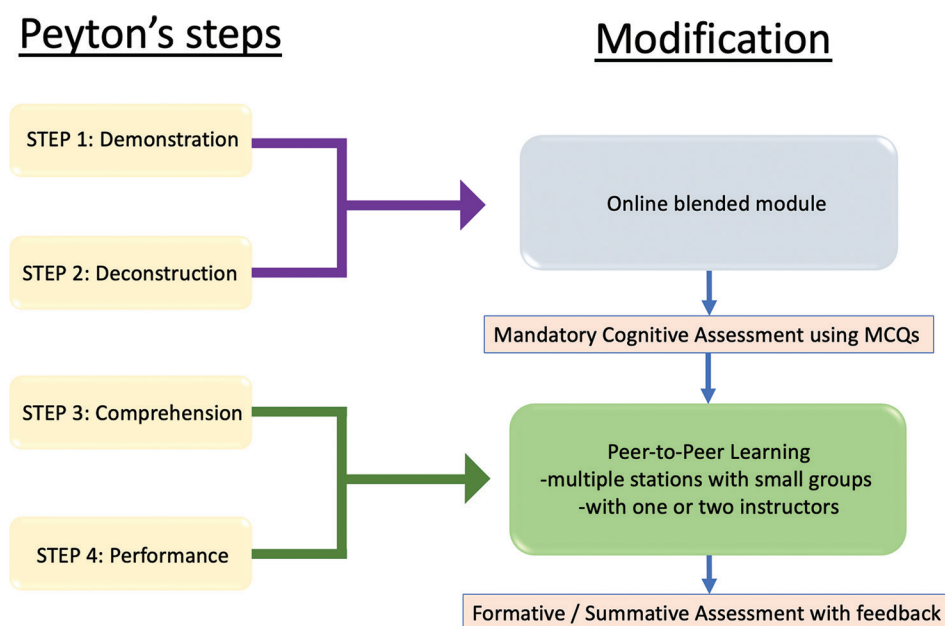 Peyton's steps
Modification
STEP 1: Demonstration
STEP 2: Deconstruction
Online blended module
Mandatory Cognitive Assessment using MCQs
STEP 3: Comprehension
STEP 4: Performance
Peer-to-Peer Learning
-multiple stations with small groups
-with one or two instructors
Formative / Summative Assessment with feedback